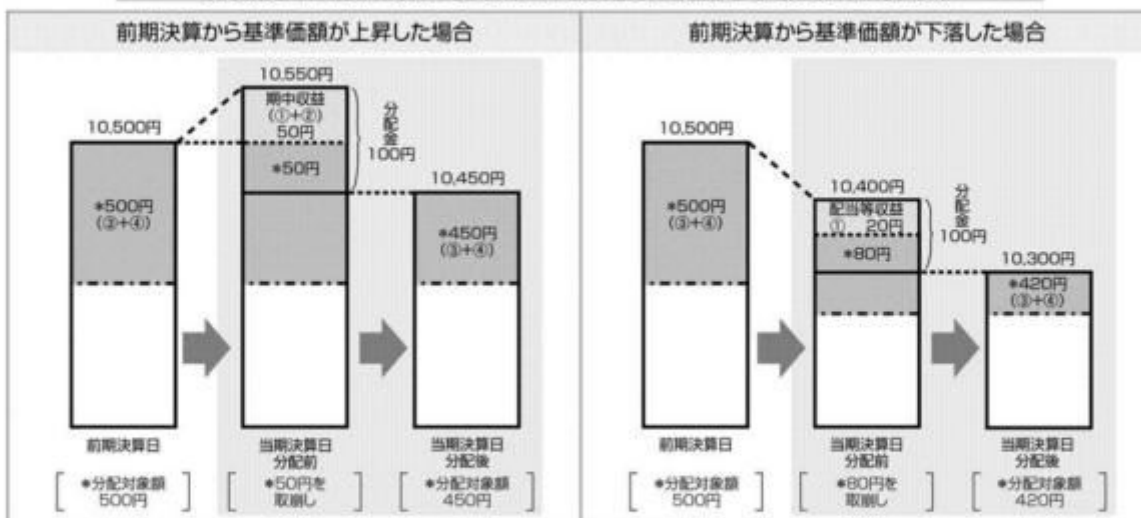 前期決算から基準価額が上昇した場合
10,550円
期中収益
(①+②)
50円
*50円
分配金
100円
10,500円
*500円
(③+④)
10,450円
*450円
(③+④)
前期決算日
当期決算日
分配前
当期決算日
分配後
*分配対象額
500円
*50円を
取崩し
*分配対象額
450円
前期決算から基準価額が下落した場合
10,500円
*500円
(③+④)
10,400円
配当等収益
① 20円
*80円
分配金
100円
10,300円
*420円
(③+④)
前期決算日
当期決算日
分配前
当期決算日
分配後
*分配対象額
500円
*80円を
取崩し
*分配対象額
420円